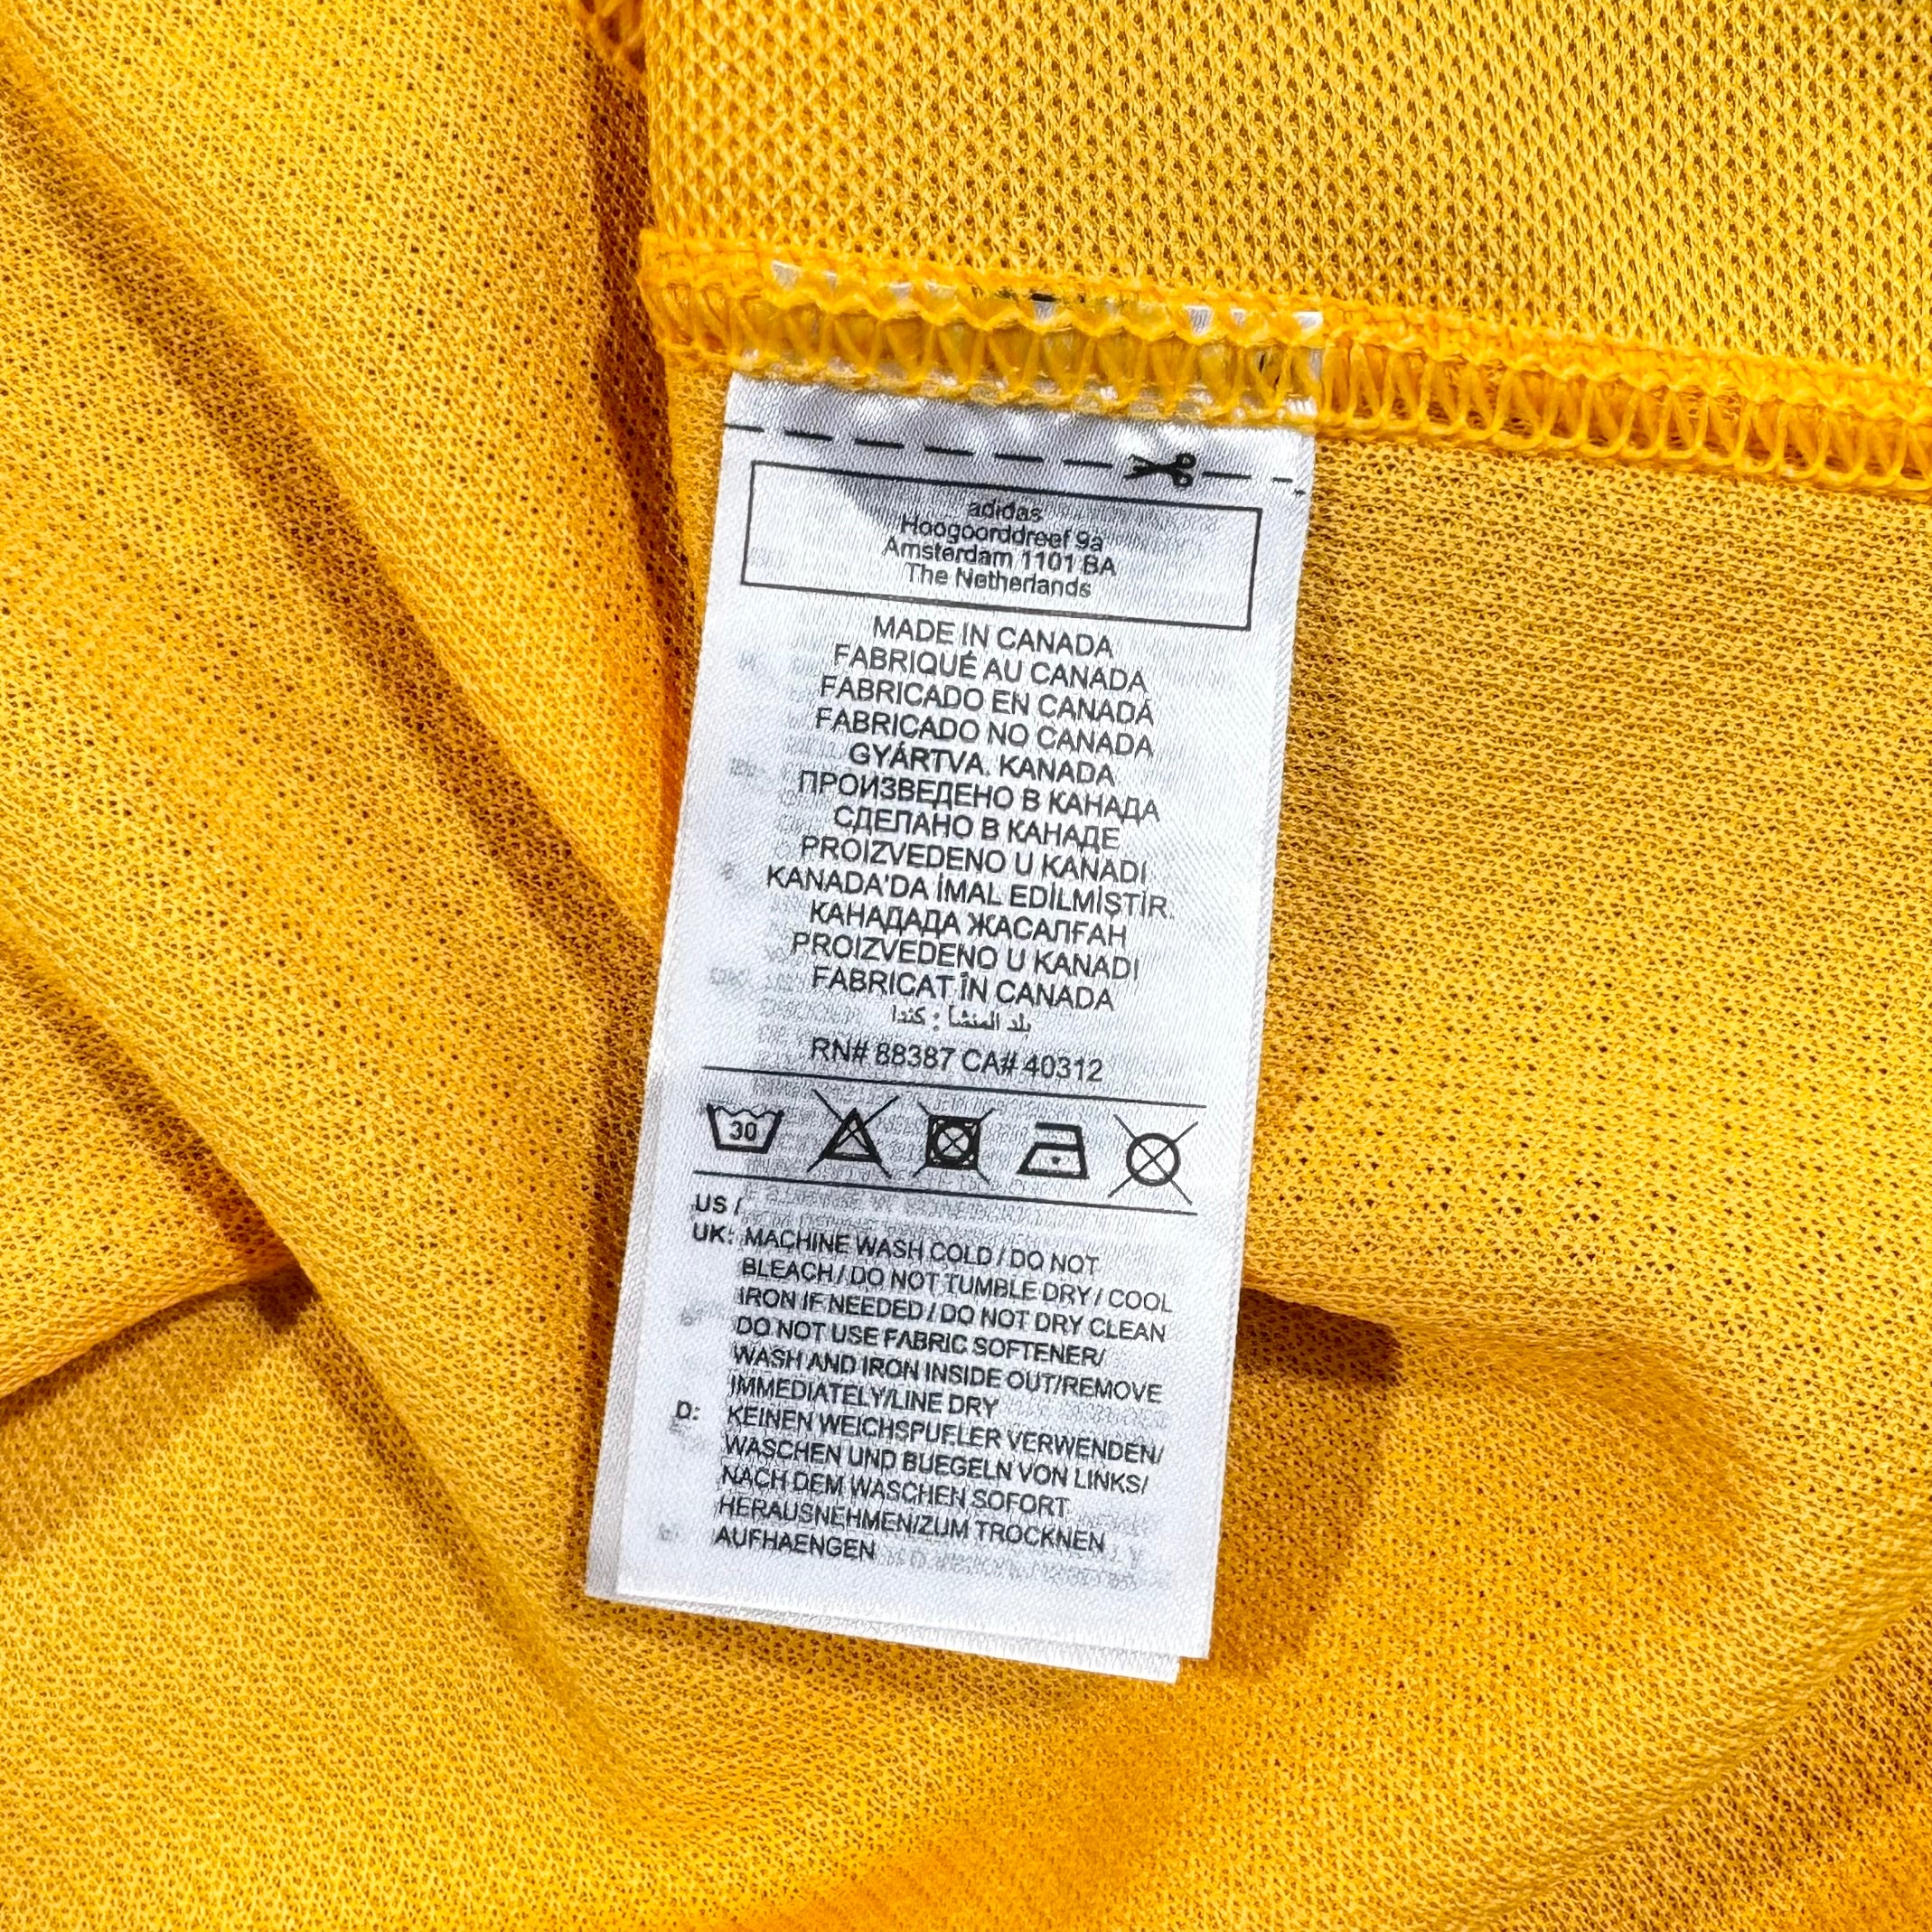 adidas
Hoogoorddreef 9a
Amsterdam 1101 BA
The Netherlands
MADE IN CANADA
FABRIQUÉ AU CANADA
FABRICADO EN CANADÁ
FABRICADO NO CANADA
GYÁRTVA. KANADA
ПРОИЗВЕДЕНО В КАНАДА
СДЕЛАНО В КАНАДЕ
PROIZVEDENO U KANADI
KANADA'DA İMAL EDİLMİŞTİR.
КАНАДАДА ЖАСАЛҒАН
PROIZVEDENO U KANADI
FABRICAT ÎN CANADA
بلد المنشأ : كندا
RN# 88387 CA# 40312
30
US /
UK: MACHINE WASH COLD / DO NOT
BLEACH / DO NOT TUMBLE DRY / COOL
IRON IF NEEDED / DO NOT DRY CLEAN
DO NOT USE FABRIC SOFTENER/
WASH AND IRON INSIDE OUT/REMOVE
IMMEDIATELY/LINE DRY
D: KEINEN WEICHSPUELER VERWENDEN/
WASCHEN UND BUEGELN VON LINKS/
NACH DEM WASCHEN SOFORT
HERAUSNEHMEN/ZUM TROCKNEN
AUFHAENGEN